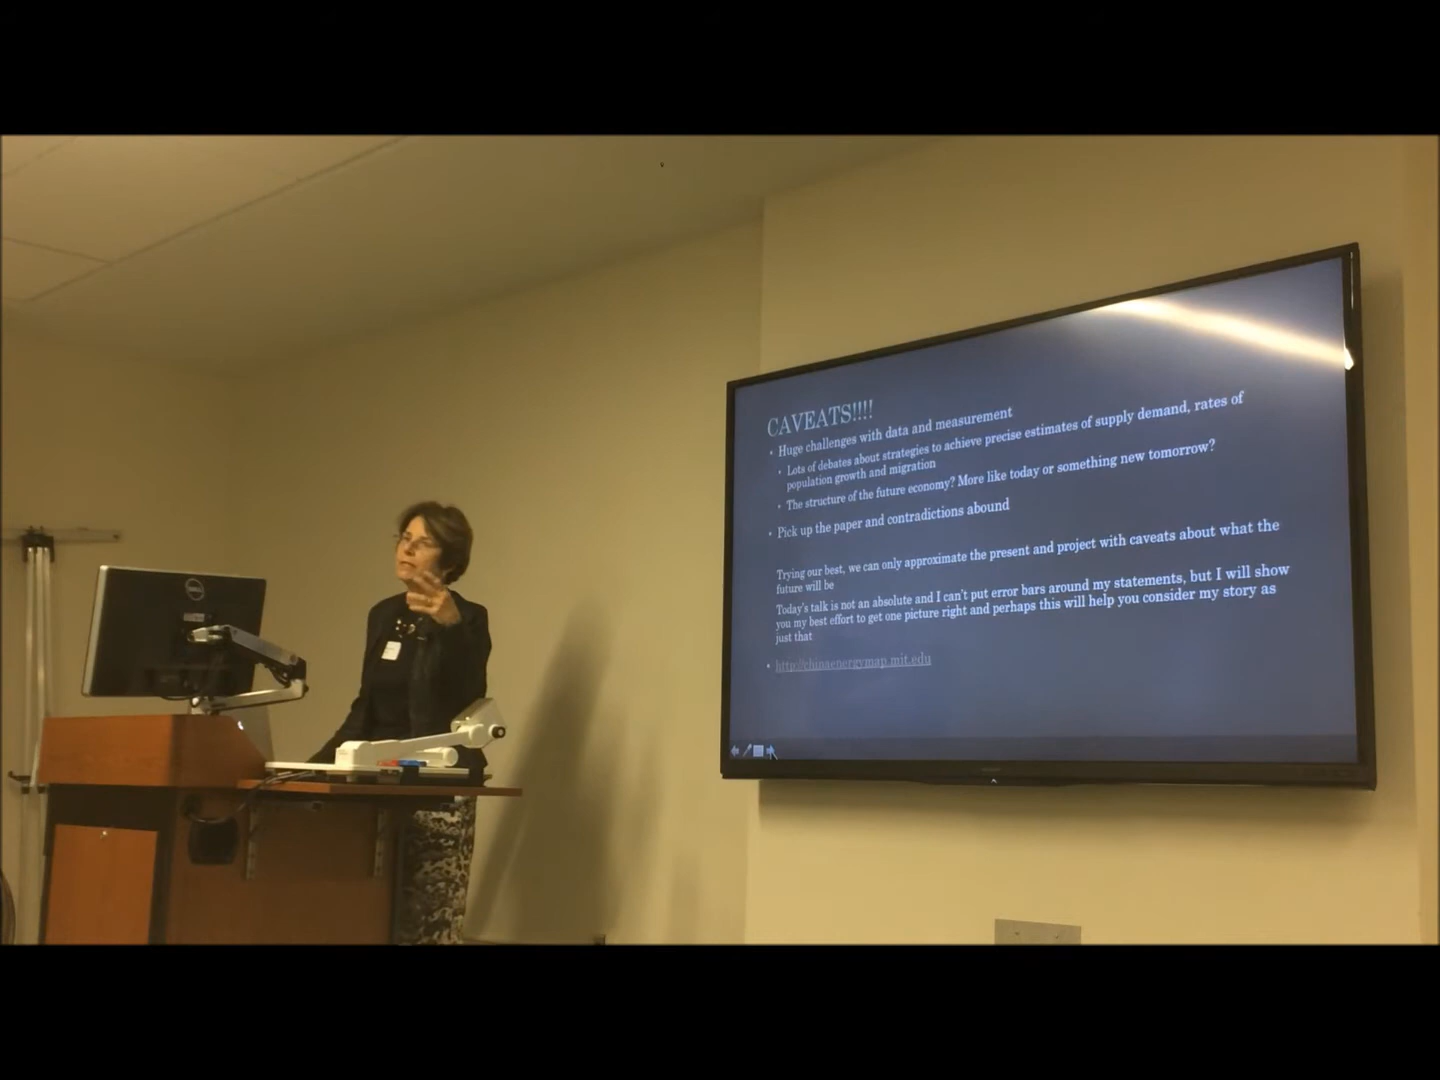 CAVEATS!!!!
• Huge challenges with data and measurement
• Lots of debates about strategies to achieve precise estimates of supply demand, rates of
population growth and migration
• The structure of the future economy? More like today or something new tomorrow?
• Pick up the paper and contradictions abound
Trying our best, we can only approximate the present and project with caveats about what the
future will be
Today's talk is not an absolute and I can't put error bars around my statements, but I will show
you my best effort to get one picture right and perhaps this will help you consider my story as
just that
• http://chinaenergymap.mit.edu
DELL